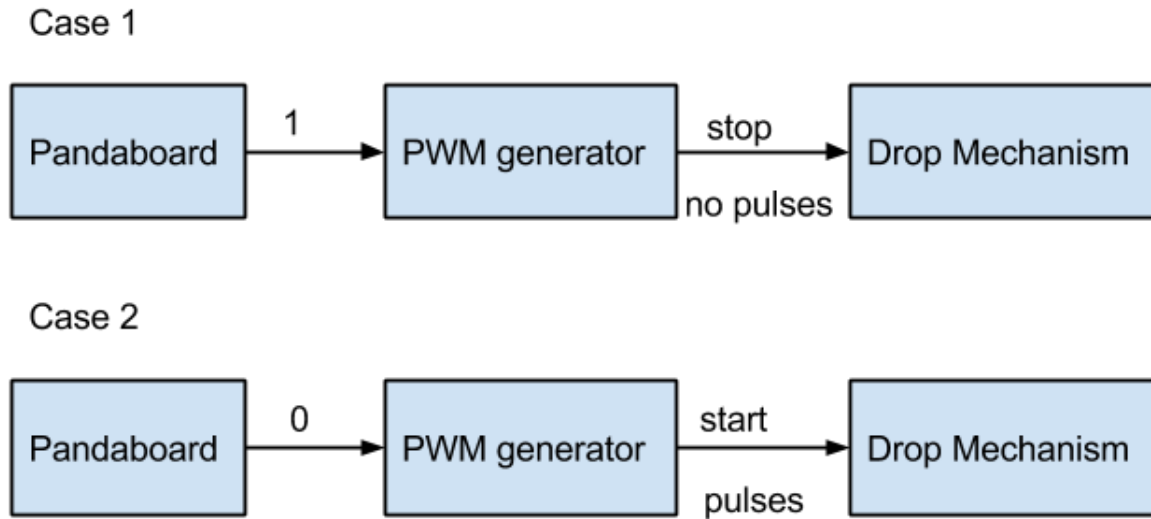 Case 1
Pandaboard
1
PWM generator
stop
no pulses
Drop Mechanism
Case 2
Pandaboard
0
PWM generator
start
pulses
Drop Mechanism